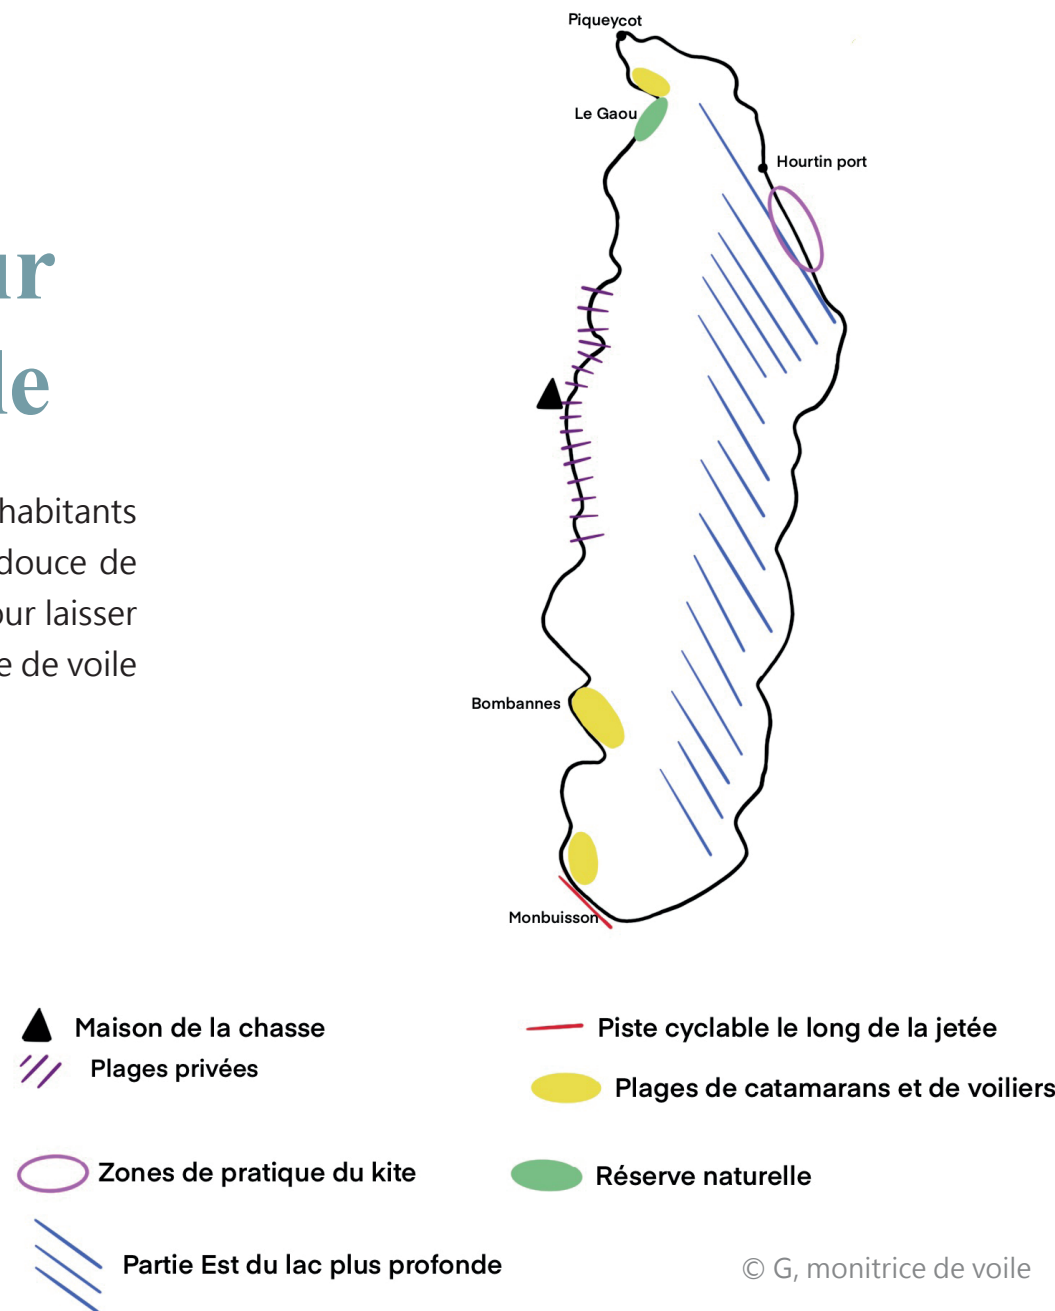 Piqueycot
Le Gaou
Hourtin port
ur
le
habitants
douce de
our laisser
e de voile
Bombannes
Monbuisson
Maison de la chasse
Plages privées
Zones de pratique du kite
Partie Est du lac plus profonde
Piste cyclable le long de la jetée
Plages de catamarans et de voiliers
Réserve naturelle
© G, monitrice de voile